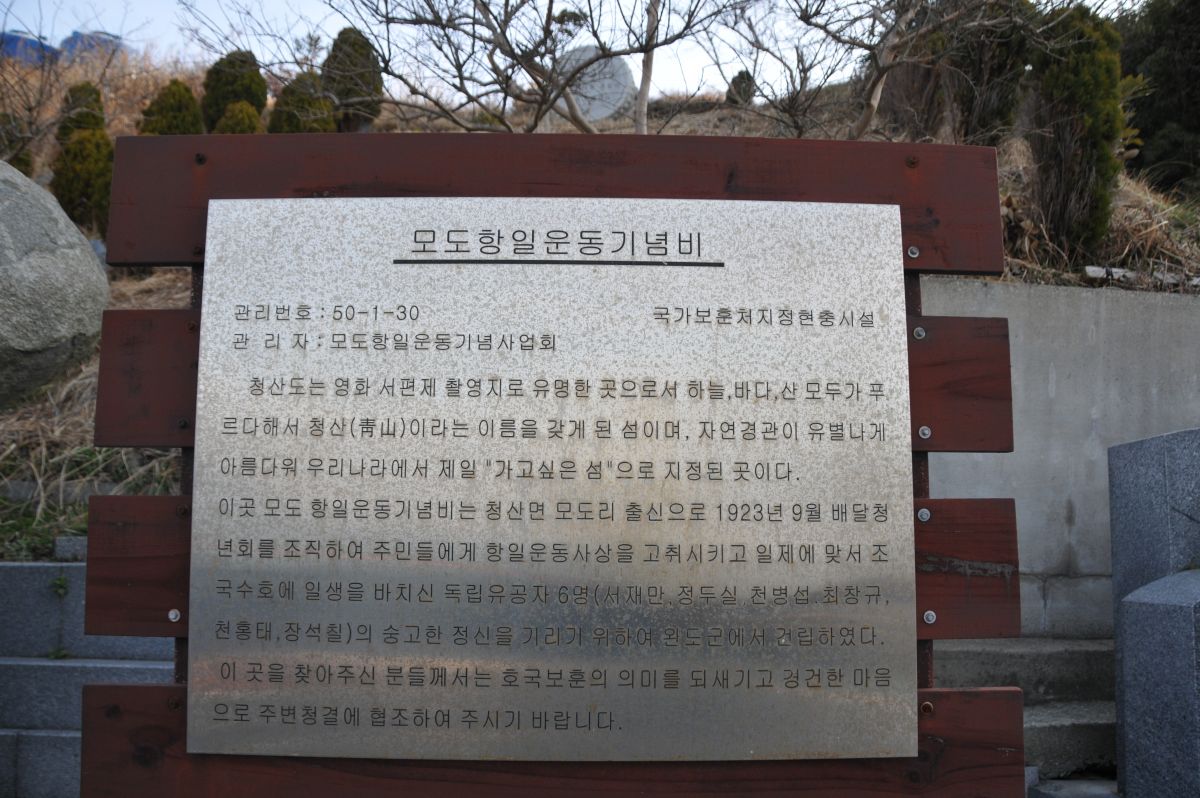 모도항일운동기념비
관리번호 : 50-1-30 국가보훈처지정현충시설
관 리 자 : 모도항일운동기념사업회
청산도는 영화 서편제 촬영지로 유명한 곳으로서 하늘,바다,산 모두가 푸
르다해서 청산(靑山)이라는 이름을 갖게 된 섬이며, 자연경관이 유별나게
아름다워 우리나라에서 제일 "가고싶은 섬"으로 지정된 곳이다.
이곳 모도 항일운동기념비는 청산면 모도리 출신으로 1923년 9월 배달청
년회를 조직하여 주민들에게 항일운동사상을 고취시키고 일제에 맞서 조
국수호에 일생을 바치신 독립유공자 6명(서재만,정두실,천병섭.최창규,
천홍태,장석칠)의 숭고한 정신을 기리기 위하여 완도군에서 건립하였다.
이 곳을 찾아주신 분들께서는 호국보훈의 의미를 되새기고 경건한 마음
으로 주변청결에 협조하여 주시기 바랍니다.